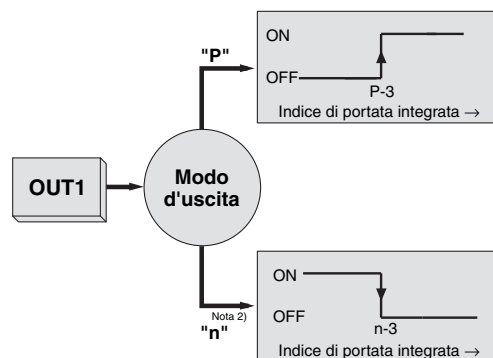 ON
"P"
OFF
P-3
Indice di portata integrata →
OUT1
Modo
d'uscita
ON
Nota 2)
OFF
"n"
n-3
Indice di portata integrata →